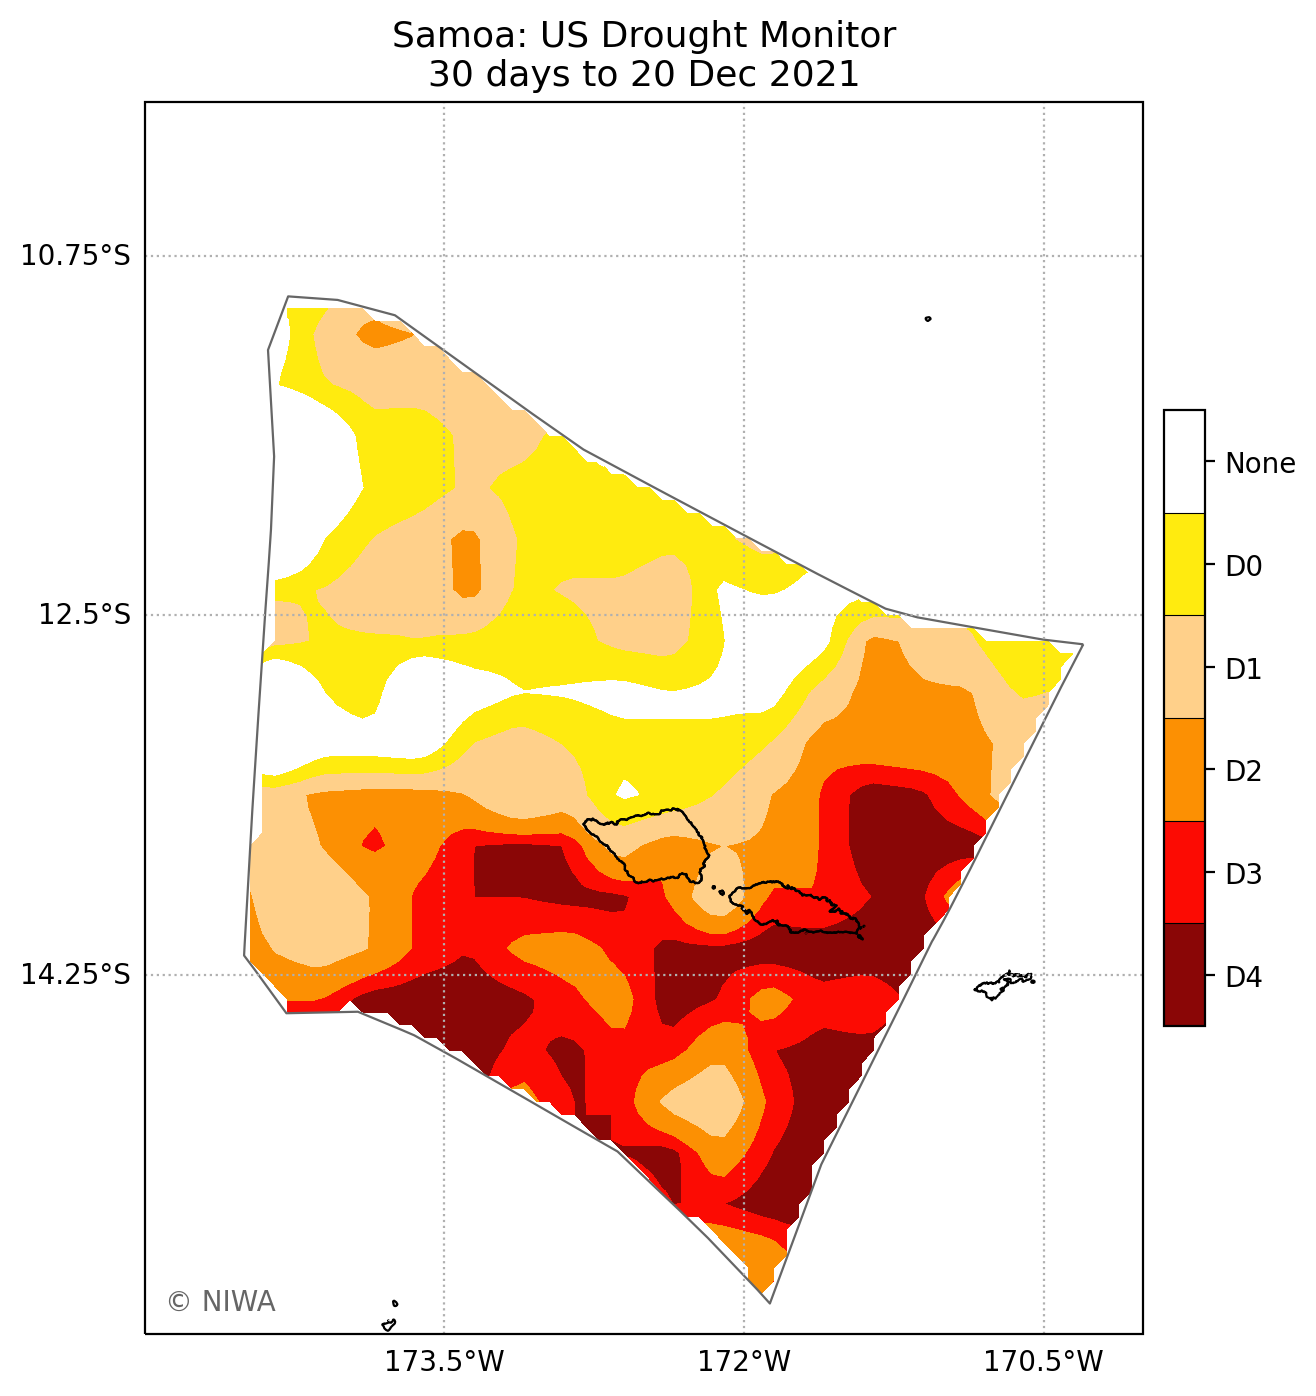 Samoa: US Drought Monitor
30 days to 20 Dec 2021
10.75°S
12.5°S
14.25°S
173.5°W
172°W
170.5°W
None
D0
D1
D2
D3
D4
© NIWA